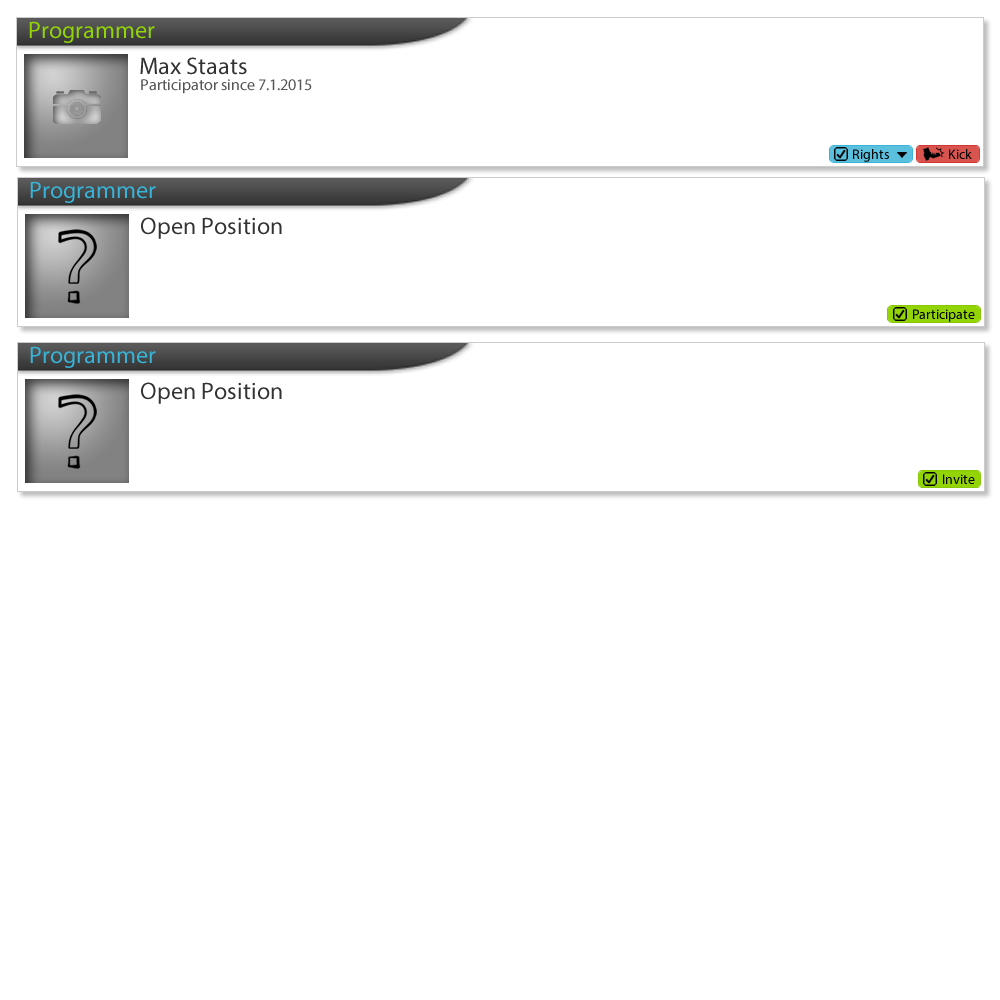 Programmer
Max Staats
Participator since 7.1.2015
Rights
Kick
Programmer
?
Open Position
Participate
Programmer
?
Open Position
Invite